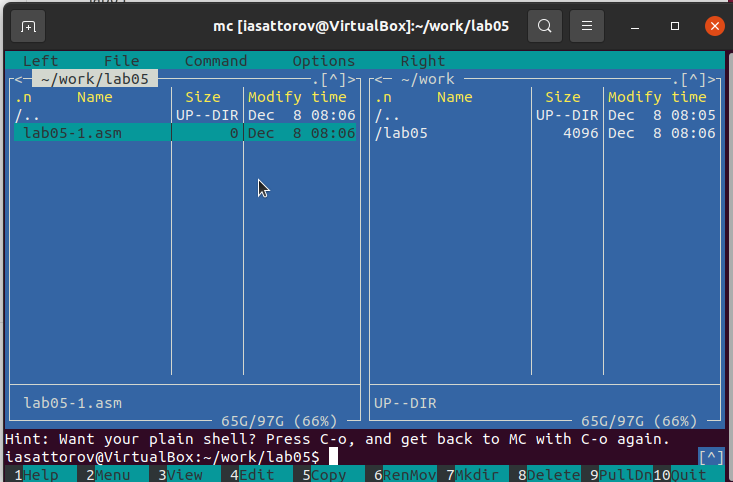 mc [iasattorov@VirtualBox]:~/work/lab05
Left File Command Options Right
<─ ~/work/lab05 ─.[^]>
.n Name Size Modify time
/.. UP--DIR Dec 8 08:06
lab05-1.asm 0 Dec 8 08:06
lab05-1.asm
65G/97G (66%)
<─ ~/work ─.[^]>
.n Name Size Modify time
/.. UP--DIR Dec 8 08:05
/lab05 4096 Dec 8 08:06
UP--DIR
65G/97G (66%)
Hint: Want your plain shell? Press C-o, and get back to MC with C-o again.
iasattorov@VirtualBox:~/work/lab05$ [^]
1Help 2Menu 3View 4Edit 5Copy 6RenMov 7Mkdir 8Delete 9PullDn 10Quit